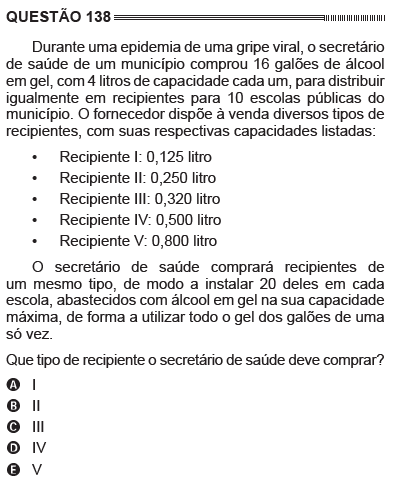 QUESTÃO 138
Durante uma epidemia de uma gripe viral, o secretário
de saúde de um município comprou 16 galões de álcool
em gel, com 4 litros de capacidade cada um, para distribuir
igualmente em recipientes para 10 escolas públicas do
município. O fornecedor dispõe à venda diversos tipos de
recipientes, com suas respectivas capacidades listadas:
• Recipiente I: 0,125 litro
• Recipiente II: 0,250 litro
• Recipiente III: 0,320 litro
• Recipiente IV: 0,500 litro
• Recipiente V: 0,800 litro
O secretário de saúde comprará recipientes de
um mesmo tipo, de modo a instalar 20 deles em cada
escola, abastecidos com álcool em gel na sua capacidade
máxima, de forma a utilizar todo o gel dos galões de uma
só vez.
Que tipo de recipiente o secretário de saúde deve comprar?
A I
B II
C III
D IV
E V